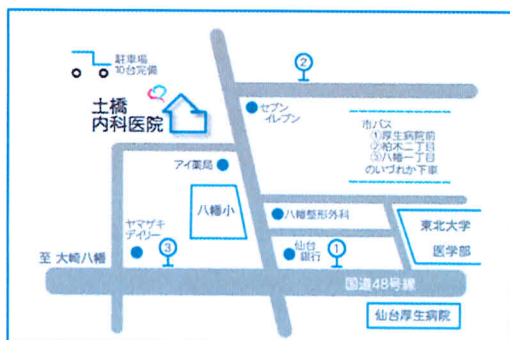 駐車場
10台完備
②
土橋
内科医院
セブン
イレブン
市バス
①厚生病院前
②柏木二丁目
③八幡一丁目
のいづれか下車
アイ薬局
八幡小
八幡整形外科
東北大学
医学部
ヤマザキ
デイリー
③
仙台
銀行
①
至 大崎八幡
国道48号線
仙台厚生病院